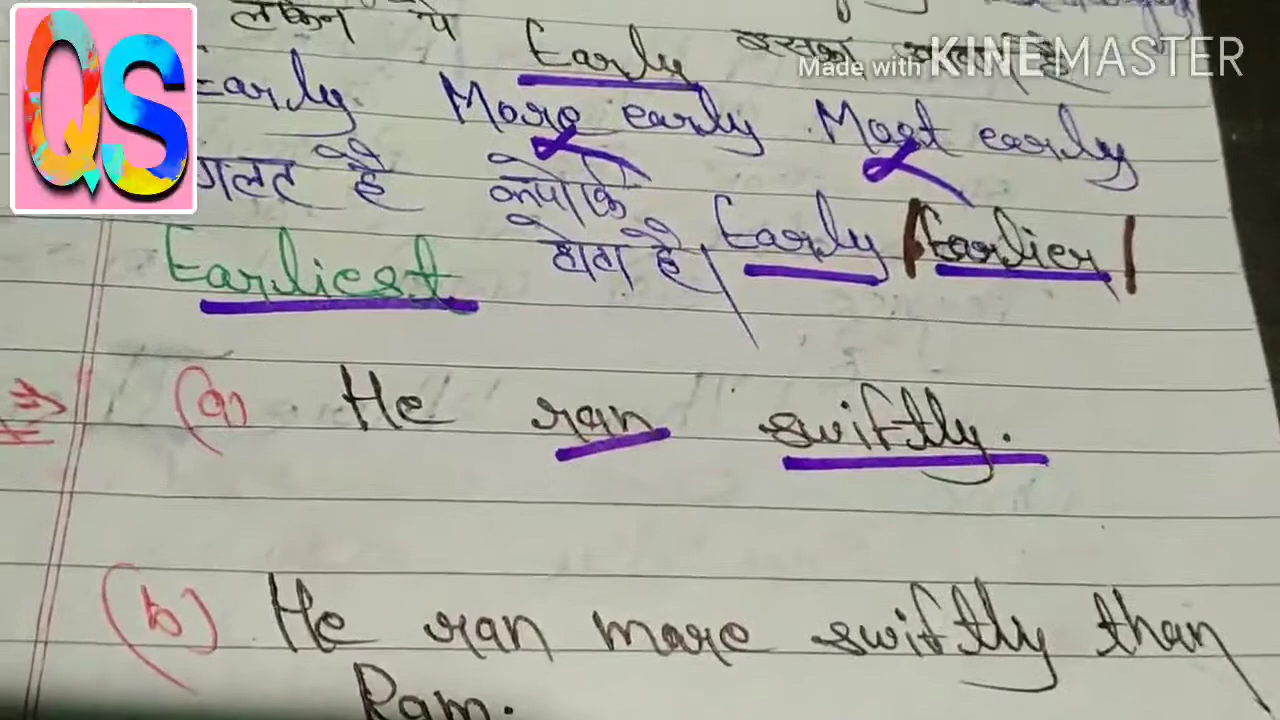 QS
लेकिन ये Early इसका
Made with KINEMASTER
Early More early Most early
गलत है क्योंकि Early Earlier
Earliest होता है।
(a) He ran swiftly.
(b) He ran more swiftly than
Ram.